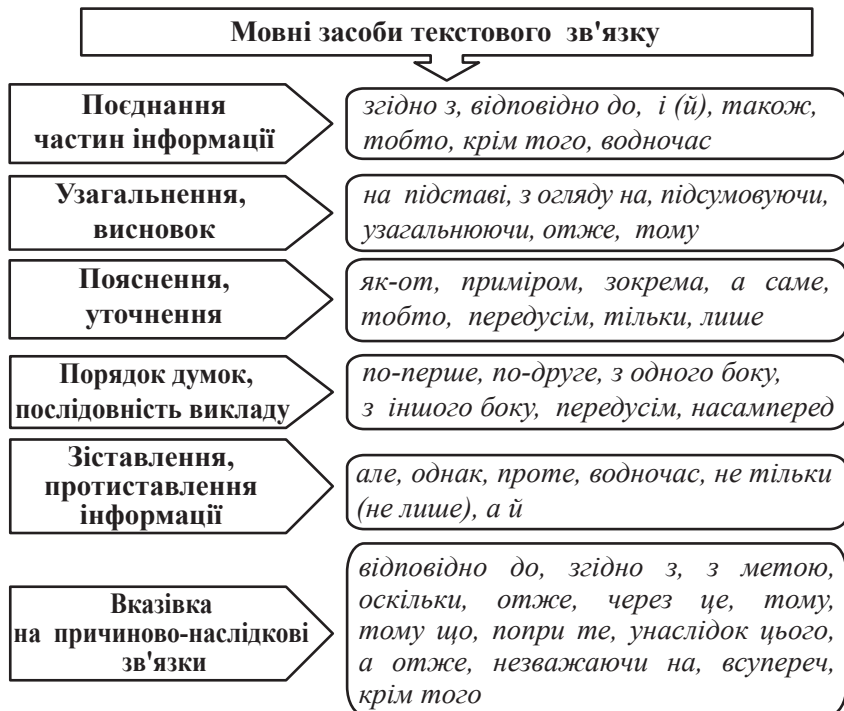 Мовні засоби текстового зв'язку
Поєднання
частин інформації
згідно з, відповідно до, і (й), також,
тобто, крім того, водночас
Узагальнення,
висновок
на підставі, з огляду на, підсумовуючи,
узагальнюючи, отже, тому
Пояснення,
уточнення
як-от, приміром, зокрема, а саме,
тобто, передусім, тільки, лише
Порядок думок,
послідовність викладу
по-перше, по-друге, з одного боку,
з іншого боку, передусім, насамперед
Зіставлення,
протиставлення
інформації
але, однак, проте, водночас, не тільки
(не лише), а й
Вказівка
на причиново-наслідкові
зв'язки
відповідно до, згідно з, з метою,
оскільки, отже, через це, тому,
тому що, попри те, унаслідок цього,
а отже, незважаючи на, всупереч,
крім того